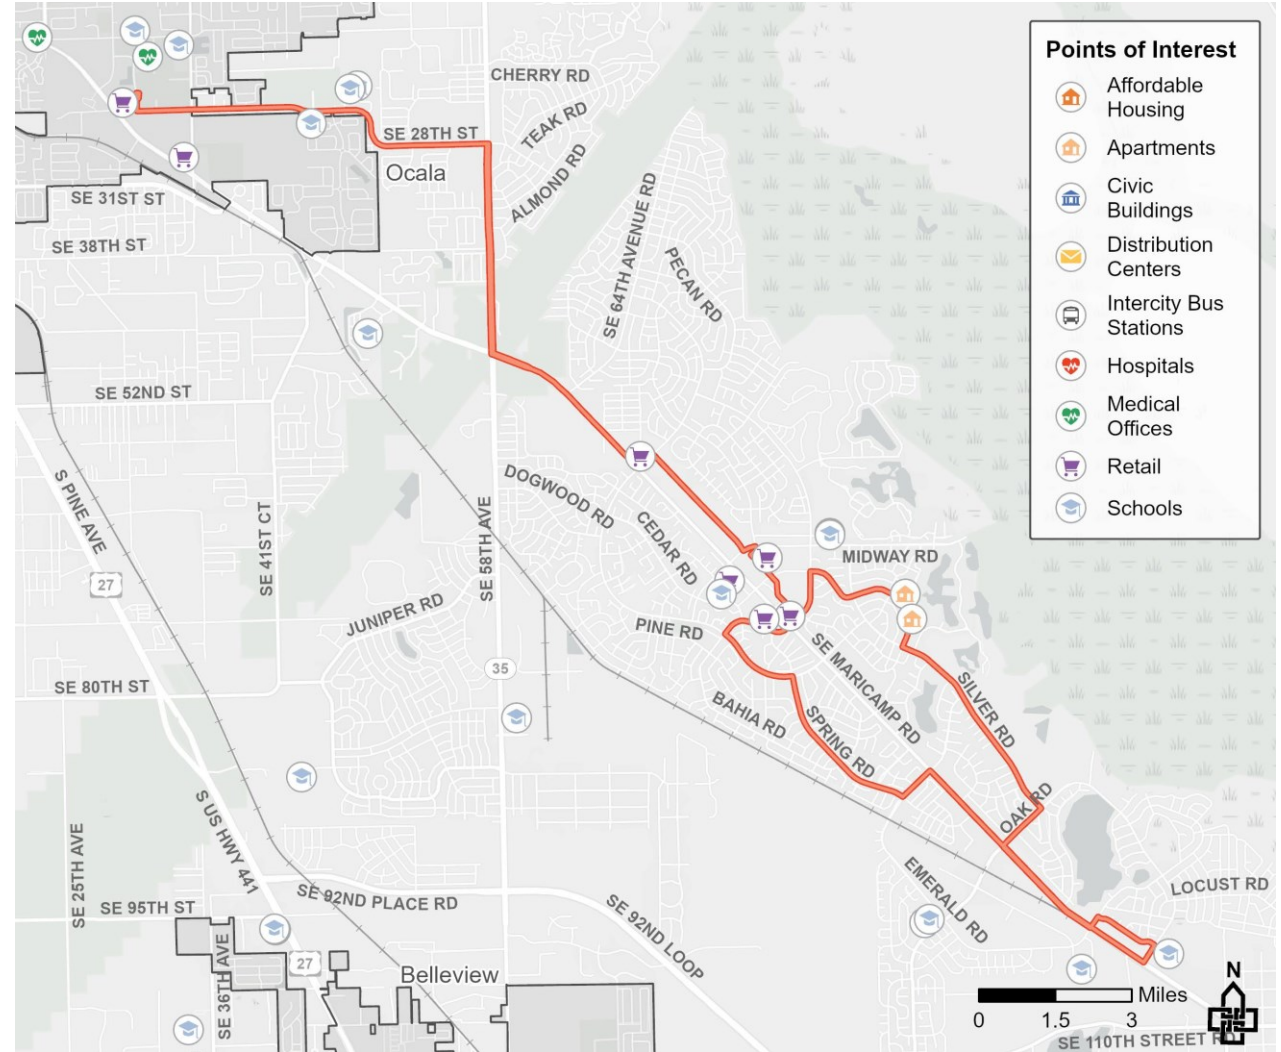 Points of Interest
Affordable
Housing
Apartments
Civic
Buildings
Distribution
Centers
Intercity Bus
Stations
Hospitals
Medical
Offices
Retail
Schools
CHERRY RD
TEAK RD
SE 28TH ST
ALMOND RD
Ocala
SE 31ST ST
SE 38TH ST
SE 64TH AVENUE RD
PECAN RD
SE 52ND ST
S PINE AVE
DOGWOOD RD
CEDAR RD
SE 41ST CT
SE 58TH AVE
MIDWAY RD
27
JUNIPER RD
PINE RD
SE MARICAMP RD
35
SE 80TH ST
BAHIA RD
SPRING RD
SILVER RD
S US HWY 441
OAK RD
SE 25TH AVE
EMERALD RD
LOCUST RD
SE 92ND PLACE RD
SE 95TH ST
SE 92ND LOOP
SE 36TH AVE
27
Belleview
N
Miles
0 1.5 3
SE 110TH STREET RD